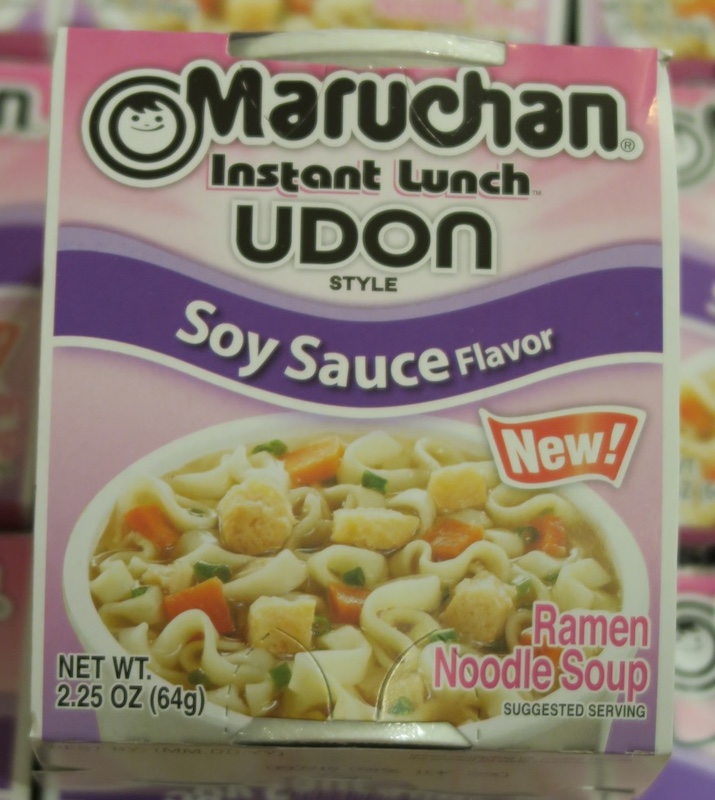 Maruchan®
Instant Lunch™
UDON
STYLE
Soy Sauce Flavor
New!
Ramen
Noodle Soup
NET WT.
2.25 OZ (64g)
SUGGESTED SERVING